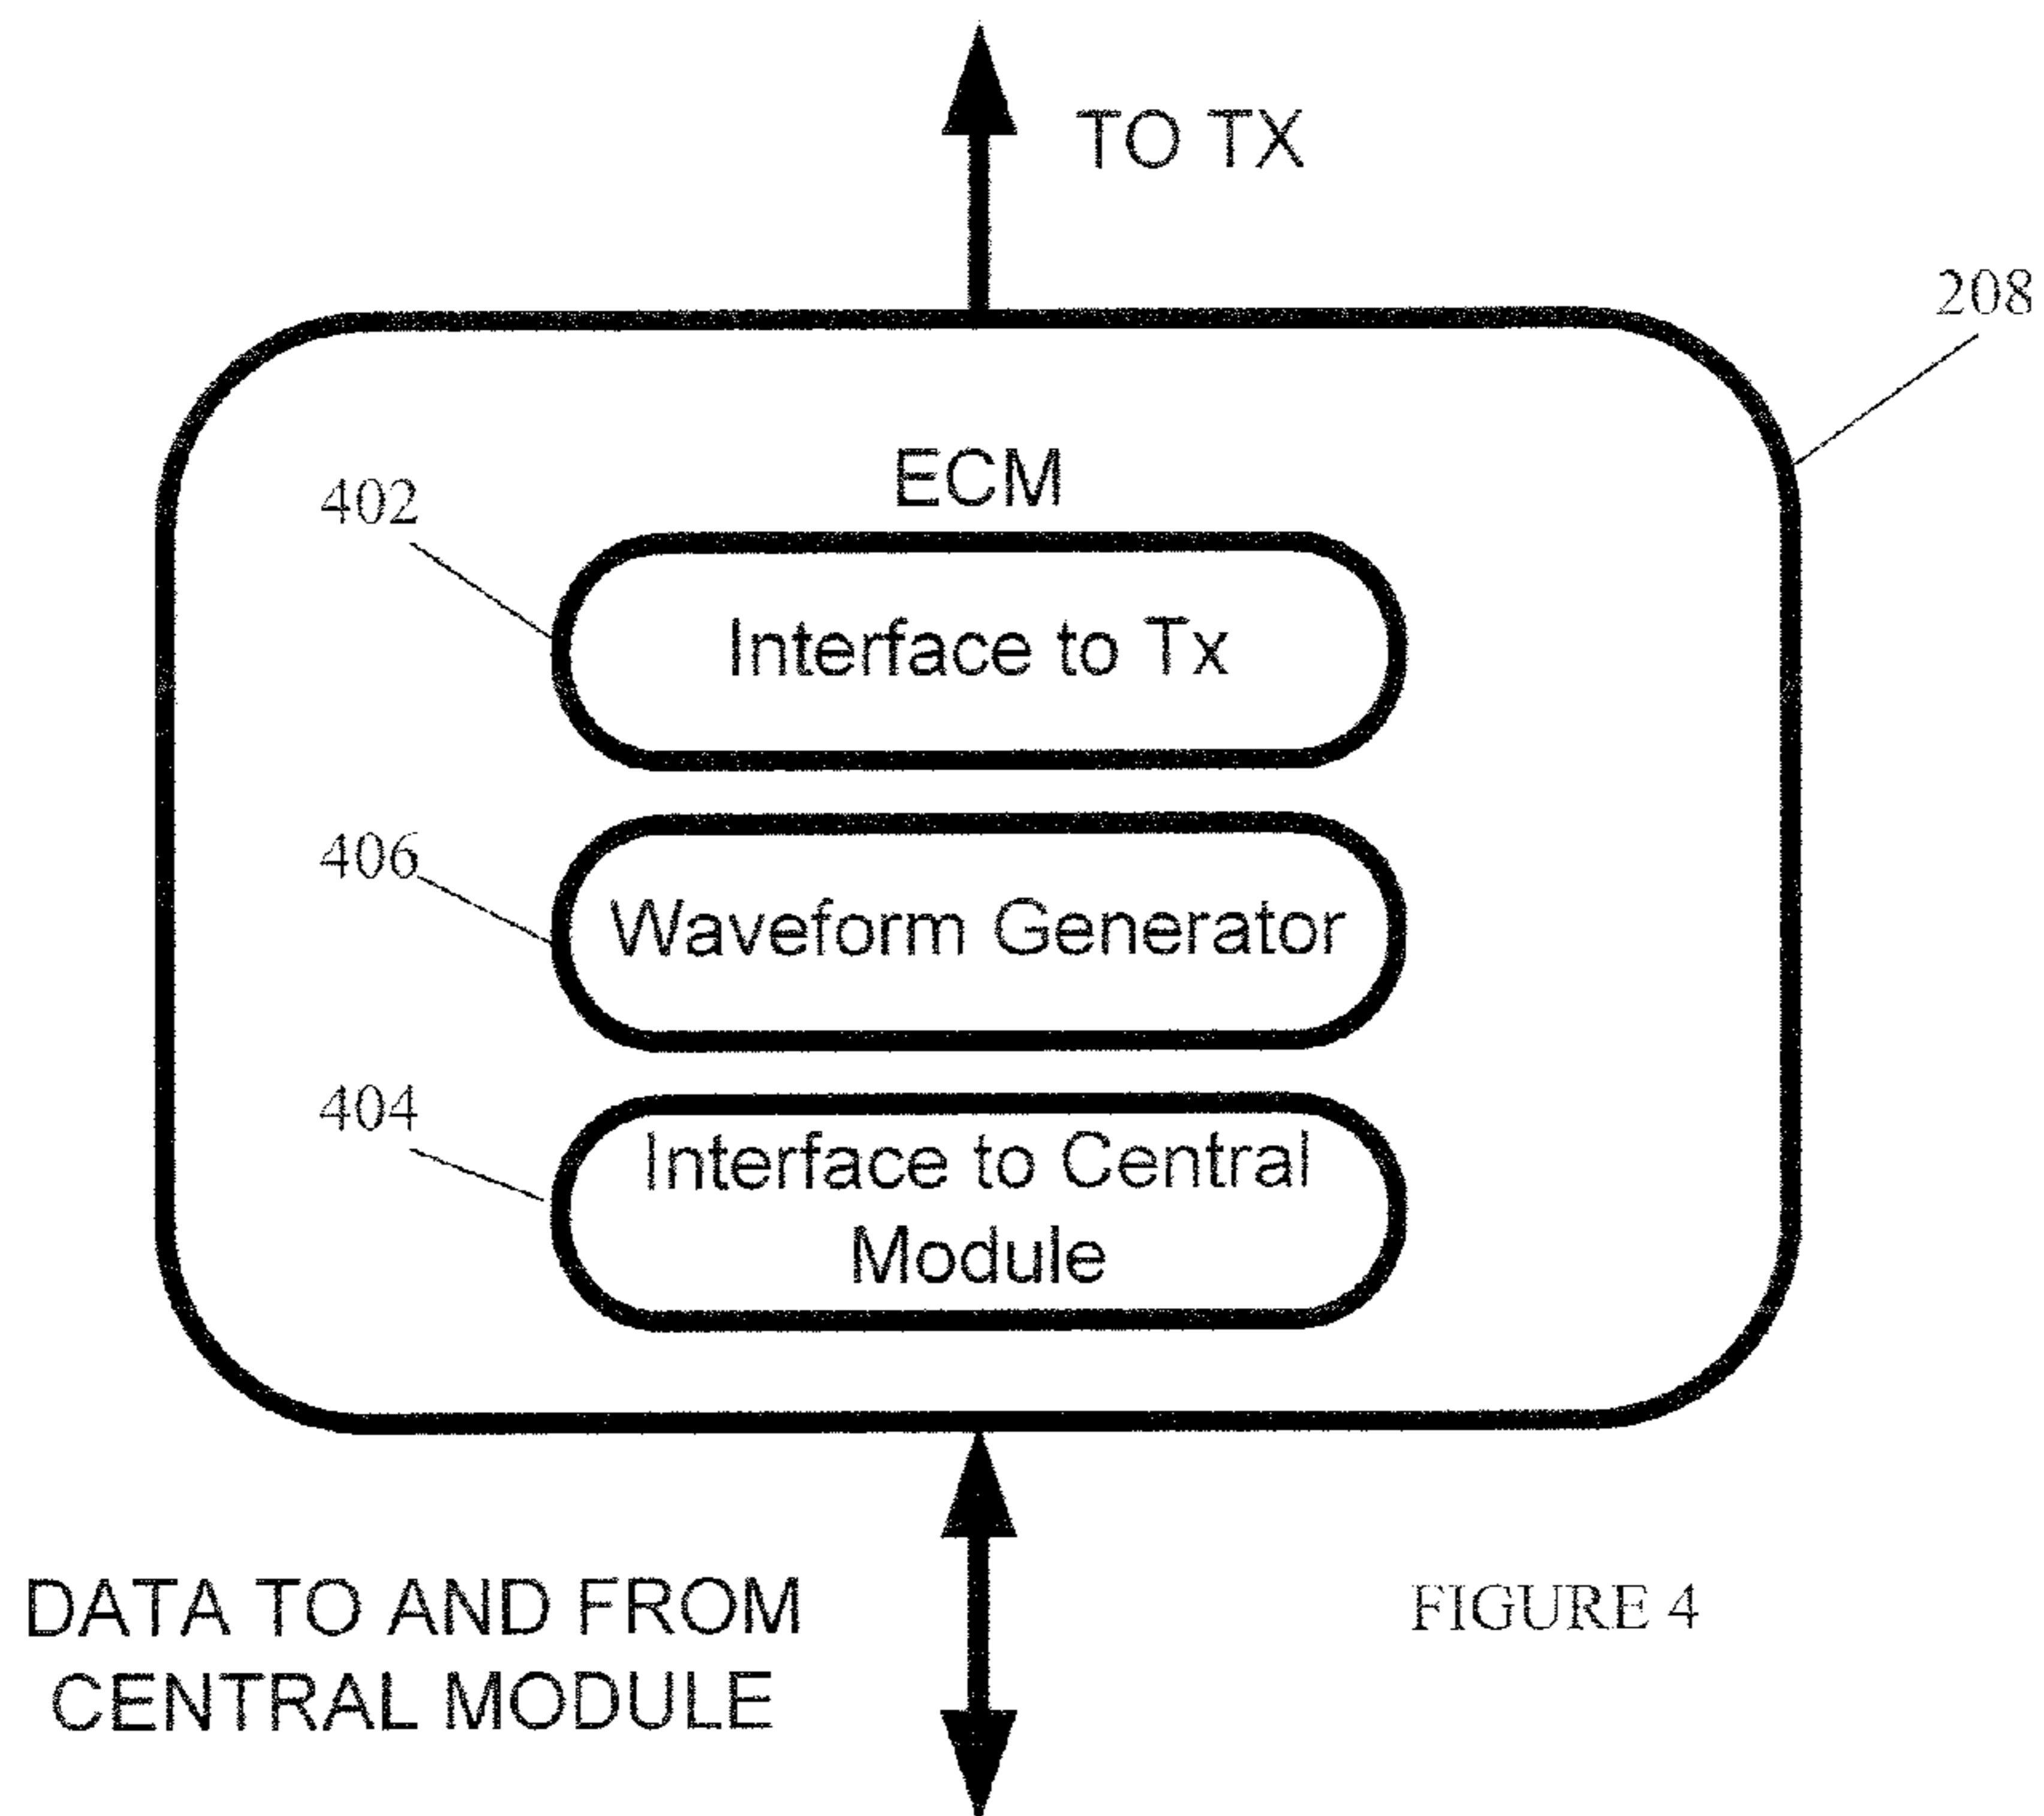 TO TX
208
ECM
402
Interface to Tx
406
Waveform Generator
404
Interface to Central
Module
DATA TO AND FROM
CENTRAL MODULE
FIGURE 4